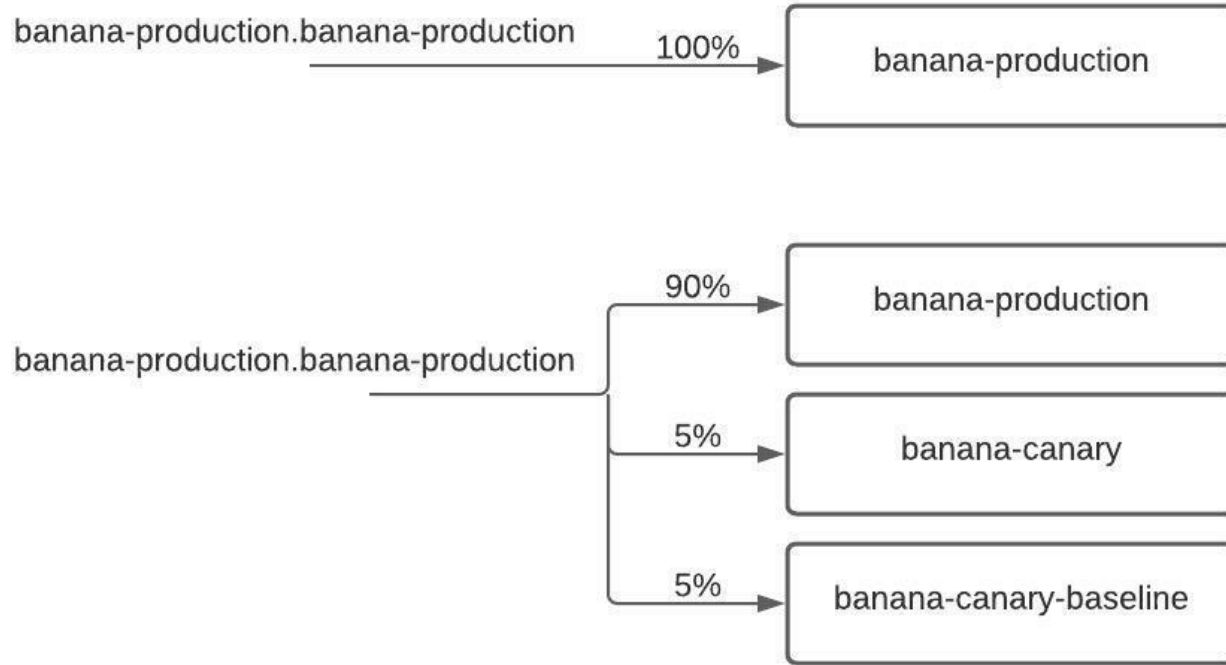 banana-production.banana-production
100%
banana-production
90%
banana-production
banana-production.banana-production
5%
banana-canary
5%
banana-canary-baseline